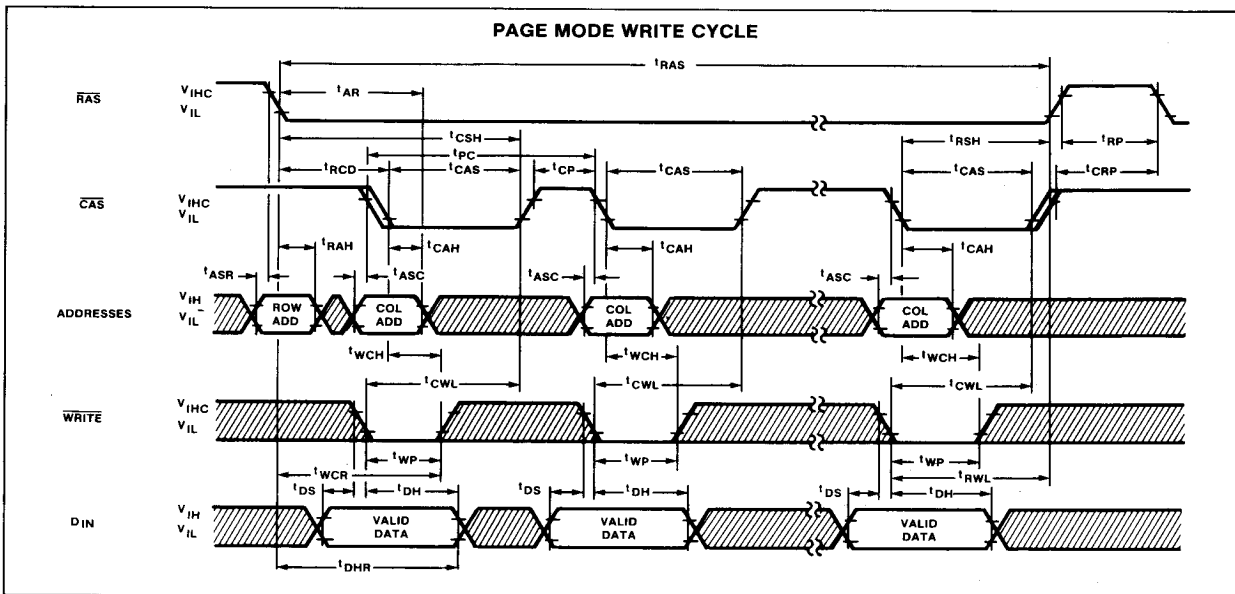 PAGE MODE WRITE CYCLE
tRAS
RAS VIHC
VIL
tAR
tCSH
tRSH
tRP
tPC
tRCD
tCAS
tCP
tCAS
tCAS
tCRP
CAS VIHC
VIL
tRAH
tCAH
tCAH
tCAH
tASR
tASC
tASC
tASC
ADDRESSES VIH
VIL
ROW ADD
COL ADD
COL ADD
COL ADD
tWCH
tWCH
tWCH
tCWL
tCWL
tCWL
WRITE VIHC
VIL
tWP
tWP
tWP
tWCR
tRWL
tDS
tDH
tDS
tDH
tDS
tDH
DIN VIH
VIL
VALID DATA
VALID DATA
VALID DATA
tDHR